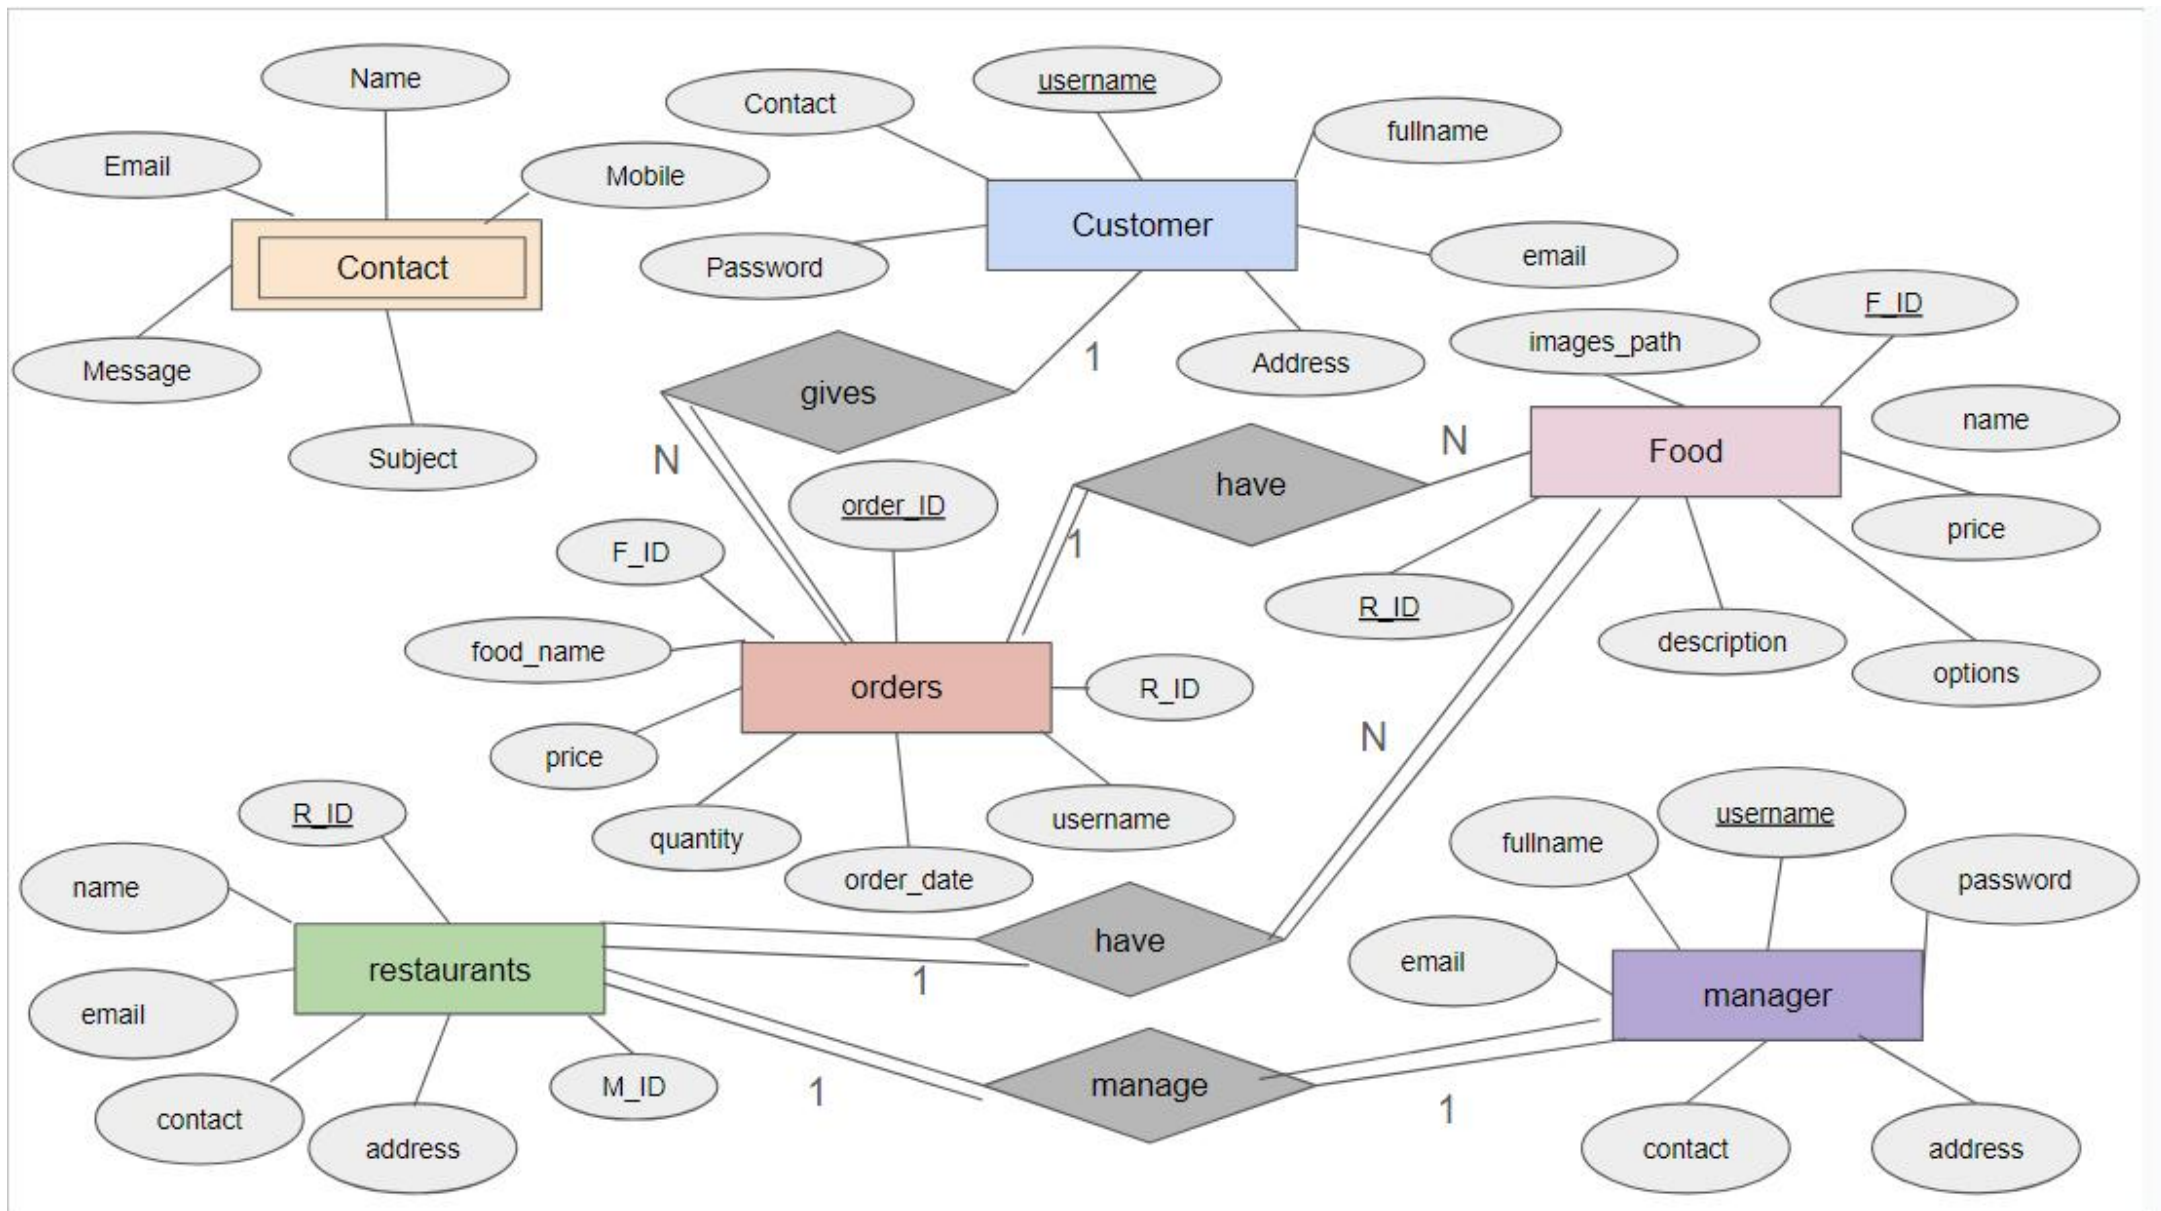 Name
Email
Mobile
Contact
Message
Subject
Contact
username
fullname
Customer
Password
email
Address
1
gives
N
images_path
F_ID
name
Food
price
R_ID
description
options
N
have
1
order_ID
F_ID
food_name
orders
R_ID
price
quantity
order_date
username
N
R_ID
name
restaurants
email
contact
address
M_ID
have
1
manage
1
1
fullname
username
password
email
manager
contact
address